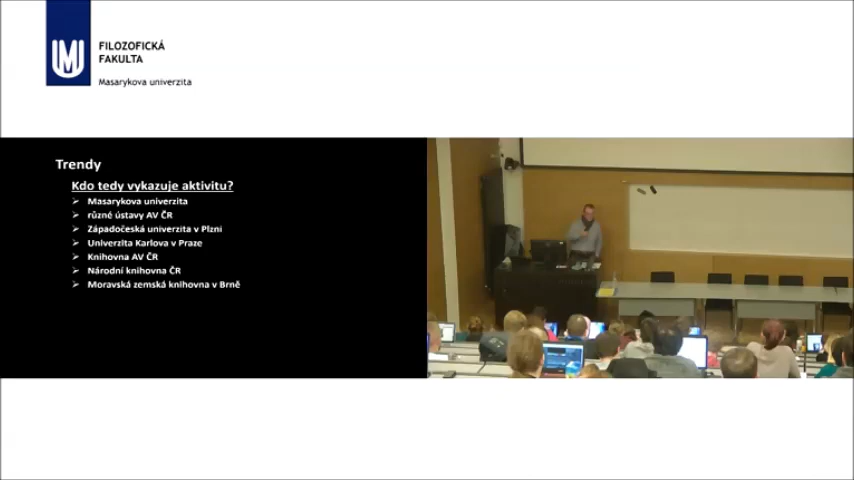 FILOZOFICKÁ
FAKULTA
Masarykova univerzita
Trendy
Kdo tedy vykazuje aktivitu?
Masarykova univerzita
různé ústavy AV ČR
Západočeská univerzita v Plzni
Univerzita Karlova v Praze
Knihovna AV ČR
Národní knihovna ČR
Moravská zemská knihovna v Brně